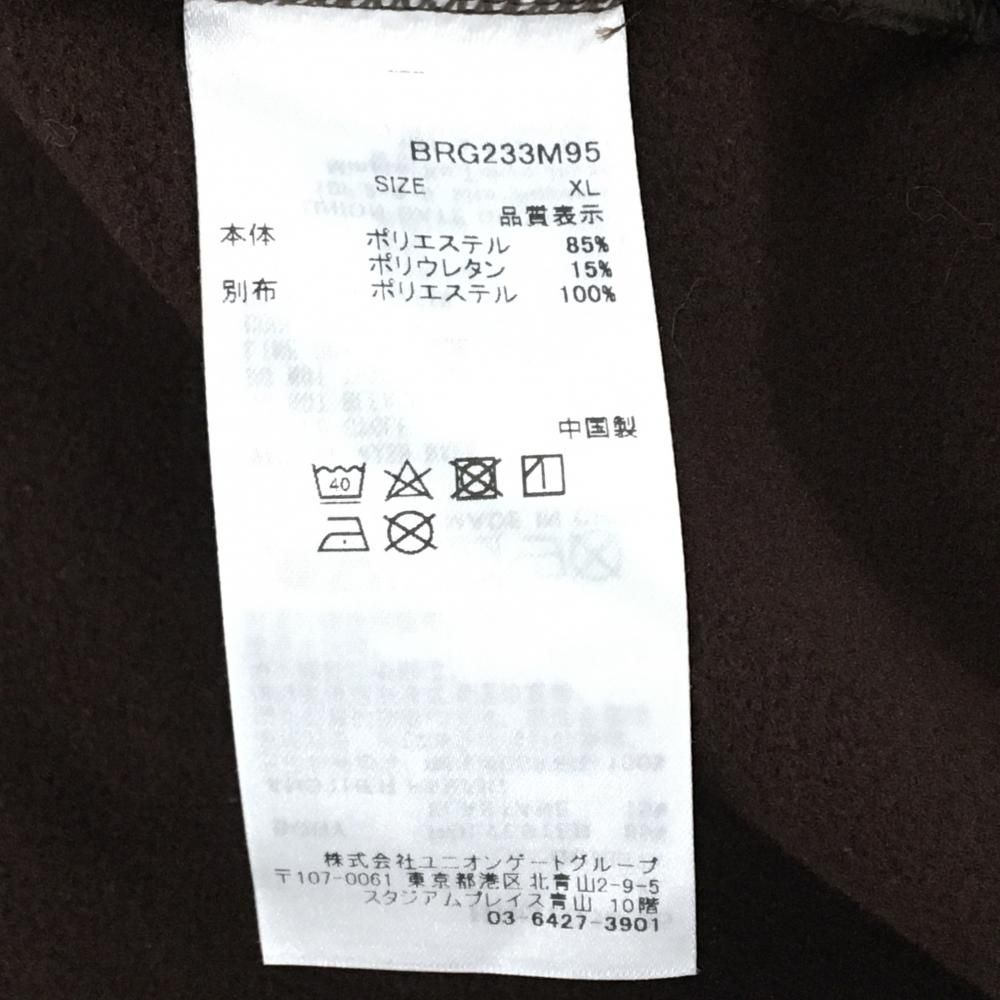 BRG233M95
SIZE XL
品質表示
本体 ポリエステル 85%
ポリウレタン 15%
別布 ポリエステル 100%
中国製
40
株式会社ユニオンゲートグループ
〒107-0061 東京都港区北青山2-9-5
スタジアムプレイス青山 10階
03-6427-3901